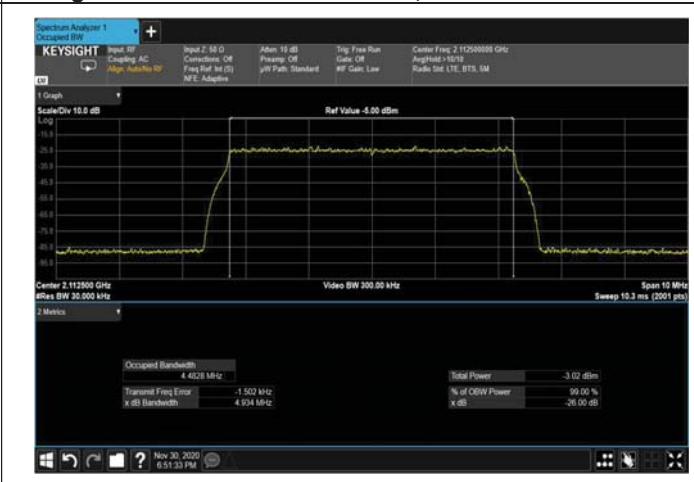 Spectrum Analyzer 1
Occupied BW
KEYSIGHT
Input: RF
Coupling: AC
Align: Auto/No RF
Input Z: 50 Ω
Corrections: Off
Freq Ref: Int (S)
NFE: Adaptive
Atten: 10 dB
Preamp: Off
µW Path: Standard
Trig: Free Run
Gate: Off
#IF Gain: Low
Center Freq: 2.112500000 GHz
Avg|Hold:>10/10
Radio Std: LTE, BTS, 5M
LXI
1 Graph
Scale/Div 10.0 dB
Ref Value -5.00 dBm
Log
-15.0
-25.0
-35.0
-45.0
-55.0
-65.0
-75.0
-85.0
-95.0
Center 2.112500 GHz
Video BW 300.00 kHz
Span 10 MHz
#Res BW 30.000 kHz
Sweep 10.3 ms (2001 pts)
2 Metrics
Occupied Bandwidth
4.4828 MHz
Total Power -3.02 dBm
Transmit Freq Error -1.502 kHz
% of OBW Power 99.00 %
x dB Bandwidth 4.934 MHz
x dB -26.00 dB
Nov 30, 2020
6:51:33 PM